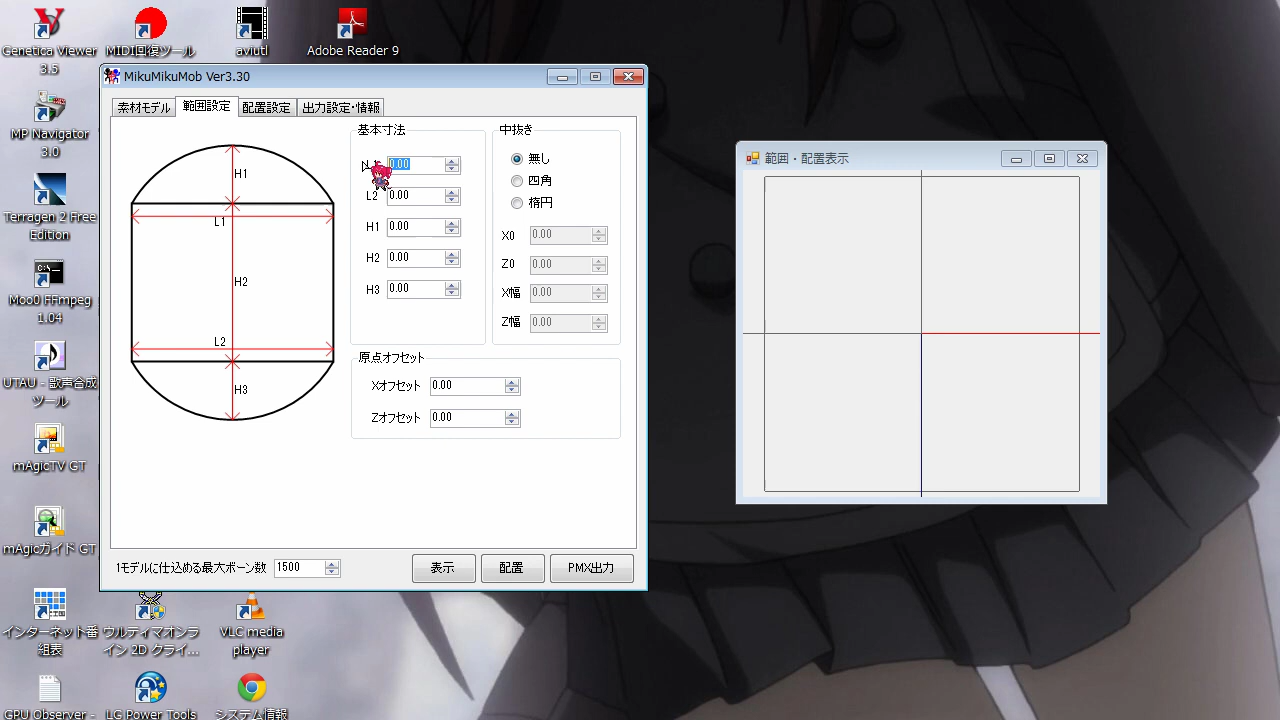 Genetica Viewer
3.5
MIDI回復ツール
aviutl
Adobe Reader 9
MP Navigator
3.0
Terragen 2 Free
Edition
Moo0 FFmpeg
1.04
UTAU - 歌声合成
ツール
mAgicTV GT
mAgicガイド GT
インターネット番
組表
ウルティマオンラ
イン 2D クライ...
VLC media
player
GPU Observer -
LG Power Tools
システム情報
MikuMikuMob Ver3.30
素材モデル
範囲設定
配置設定
出力設定・情報
H1
L1
H2
L2
H3
基本寸法
0.00
L2 0.00
H1 0.00
H2 0.00
H3 0.00
中抜き
無し
四角
楕円
X0 0.00
Z0 0.00
X幅 0.00
Z幅 0.00
原点オフセット
Xオフセット 0.00
Zオフセット 0.00
1モデルに仕込める最大ボーン数 1500
表示
配置
PMX出力
範囲・配置表示